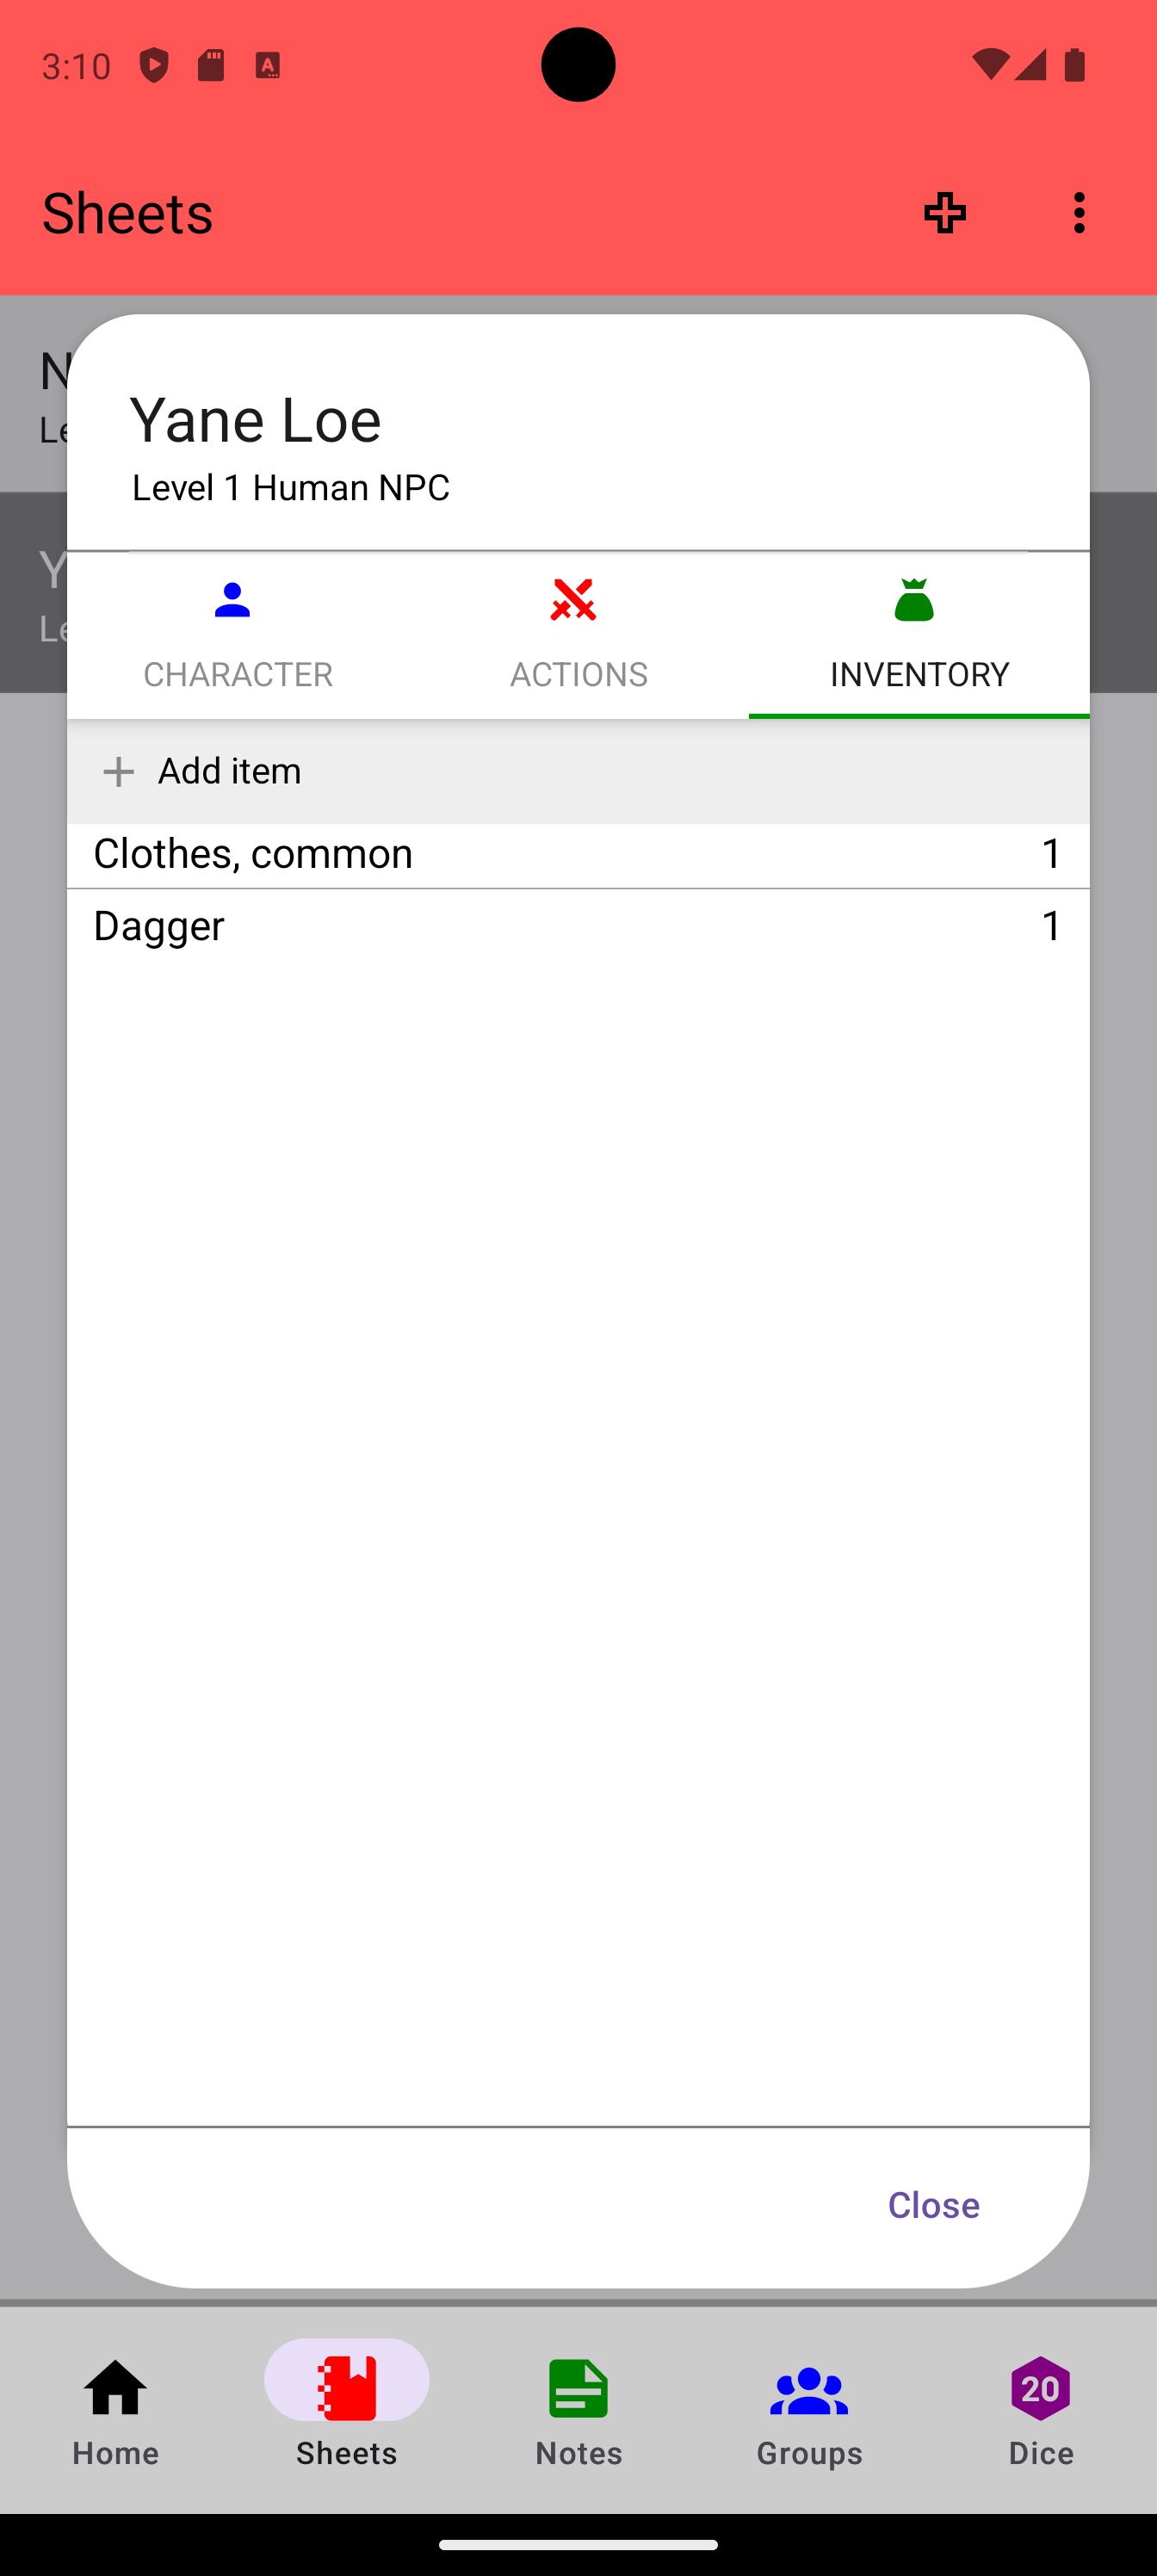 3:10
Sheets
N
Le
Yane Loe
Level 1 Human NPC
Y
Le
CHARACTER ACTIONS INVENTORY
Add item
Clothes, common 1
Dagger 1
Close
20
Home Sheets Notes Groups Dice